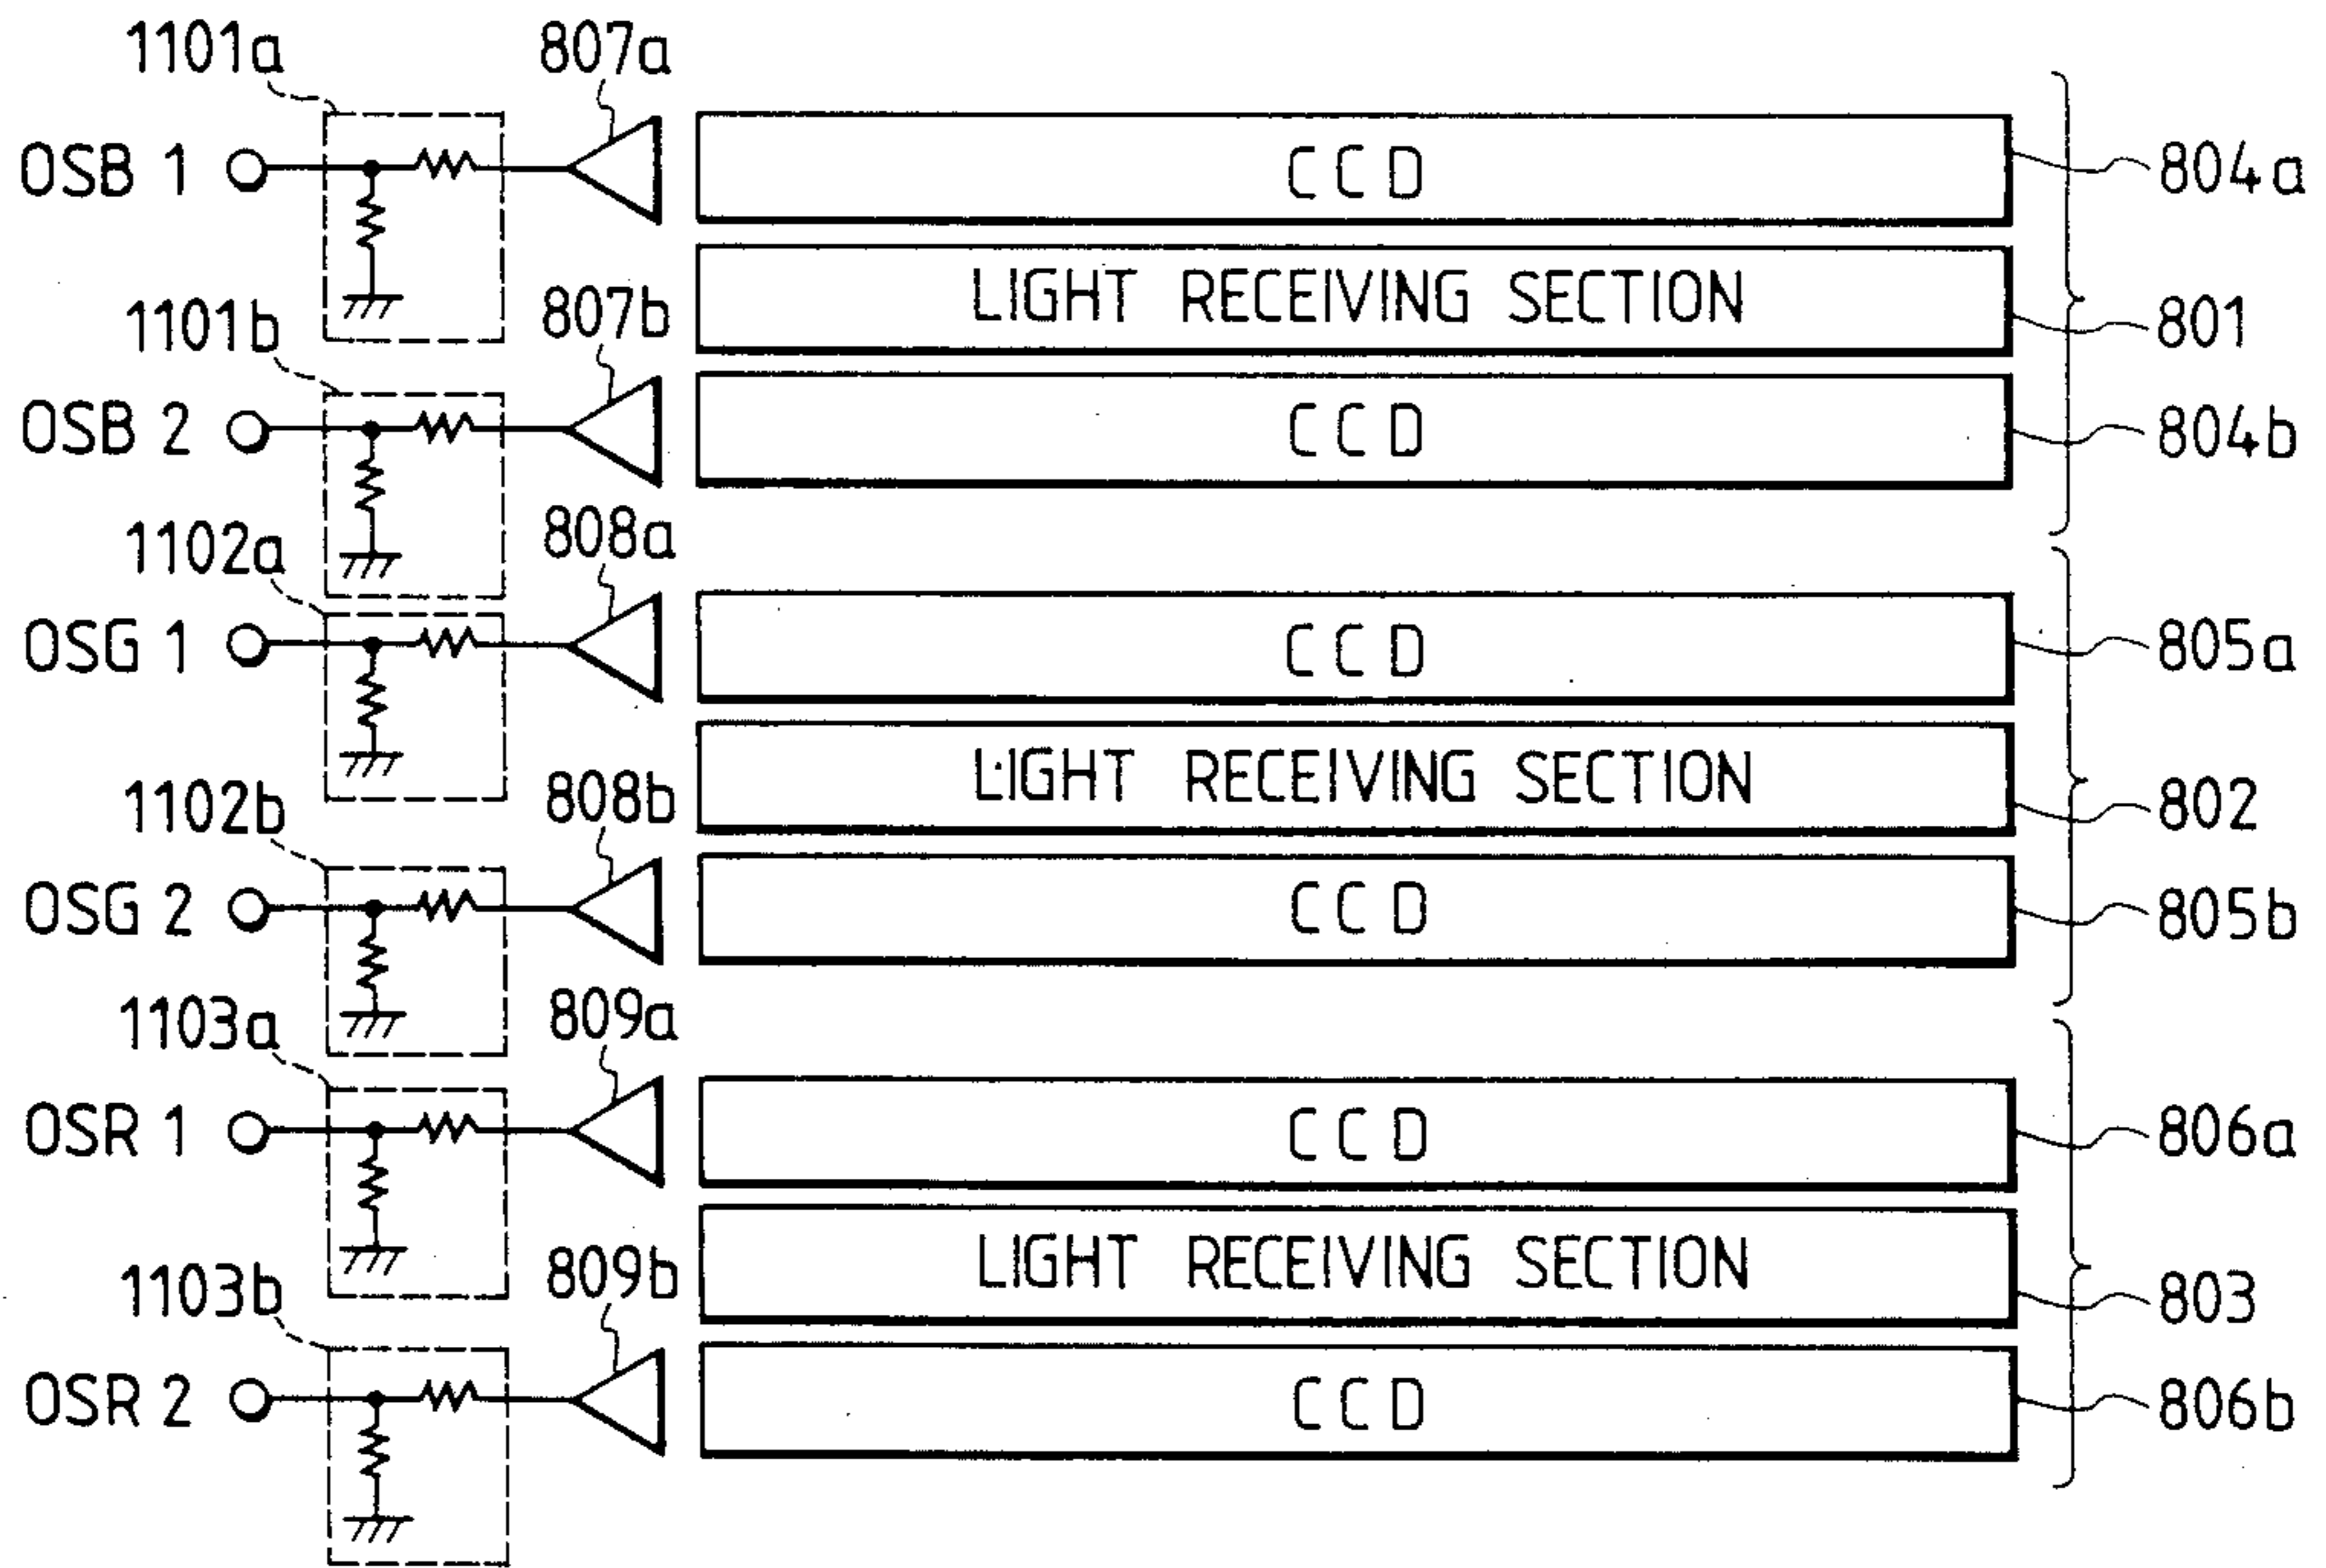 1101a
807a
OSB 1
CCD
804a
LIGHT RECEIVING SECTION
801
1101b
807b
OSB 2
CCD
804b
1102a
808a
OSG 1
CCD
805a
LIGHT RECEIVING SECTION
802
1102b
808b
OSG 2
CCD
805b
1103a
809a
OSR 1
CCD
806a
LIGHT RECEIVING SECTION
803
1103b
809b
OSR 2
CCD
806b